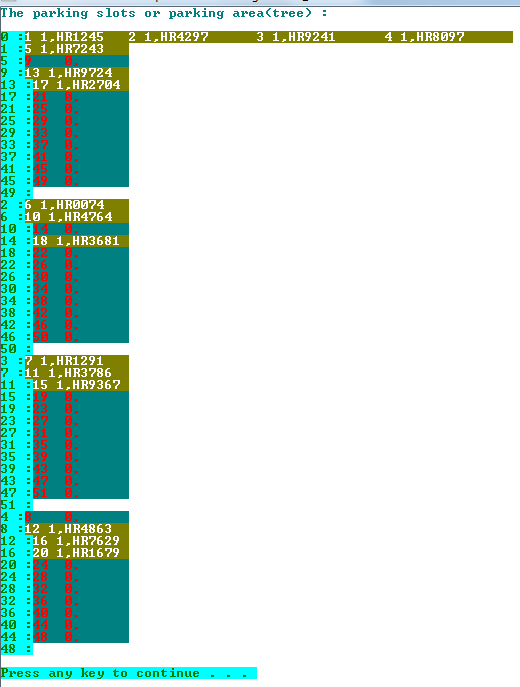 The parking slots or parking area(tree) :
0 :1 1,HR1245 2 1,HR4297 3 1,HR9241 4 1,HR8097
1 :5 1,HR7243
5 :9 0,
9 :13 1,HR9724
13 :17 1,HR2704
17 :21 0,
21 :25 0,
25 :29 0,
29 :33 0,
33 :37 0,
37 :41 0,
41 :45 0,
45 :49 0,
49 :
2 :6 1,HR0074
6 :10 1,HR4764
10 :14 0,
14 :18 1,HR3681
18 :22 0,
22 :26 0,
26 :30 0,
30 :34 0,
34 :38 0,
38 :42 0,
42 :46 0,
46 :50 0,
50 :
3 :7 1,HR1291
7 :11 1,HR3786
11 :15 1,HR9367
15 :19 0,
19 :23 0,
23 :27 0,
27 :31 0,
31 :35 0,
35 :39 0,
39 :43 0,
43 :47 0,
47 :51 0,
51 :
4 :8 0,
8 :12 1,HR4863
12 :16 1,HR7629
16 :20 1,HR1679
20 :24 0,
24 :28 0,
28 :32 0,
32 :36 0,
36 :40 0,
40 :44 0,
44 :48 0,
48 :
Press any key to continue . . .